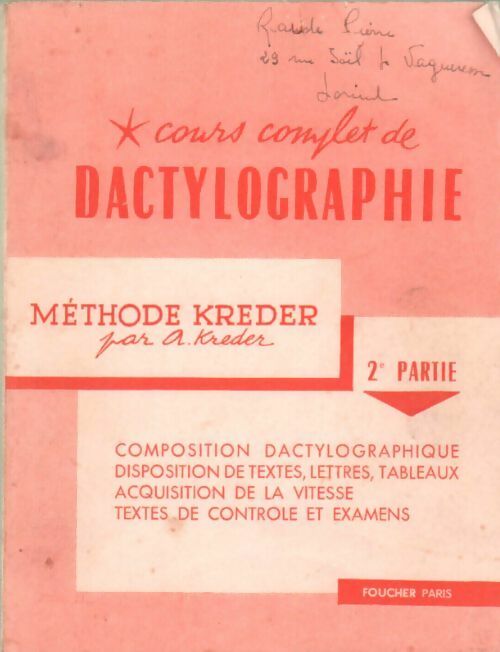 Pierre
29 rue
Lorient
* cours complet de
DACTYLOGRAPHIE
MÉTHODE KREDER
par A. Kreder
2e PARTIE
COMPOSITION DACTYLOGRAPHIQUE
DISPOSITION DE TEXTES, LETTRES, TABLEAUX
ACQUISITION DE LA VITESSE
TEXTES DE CONTROLE ET EXAMENS
FOUCHER PARIS